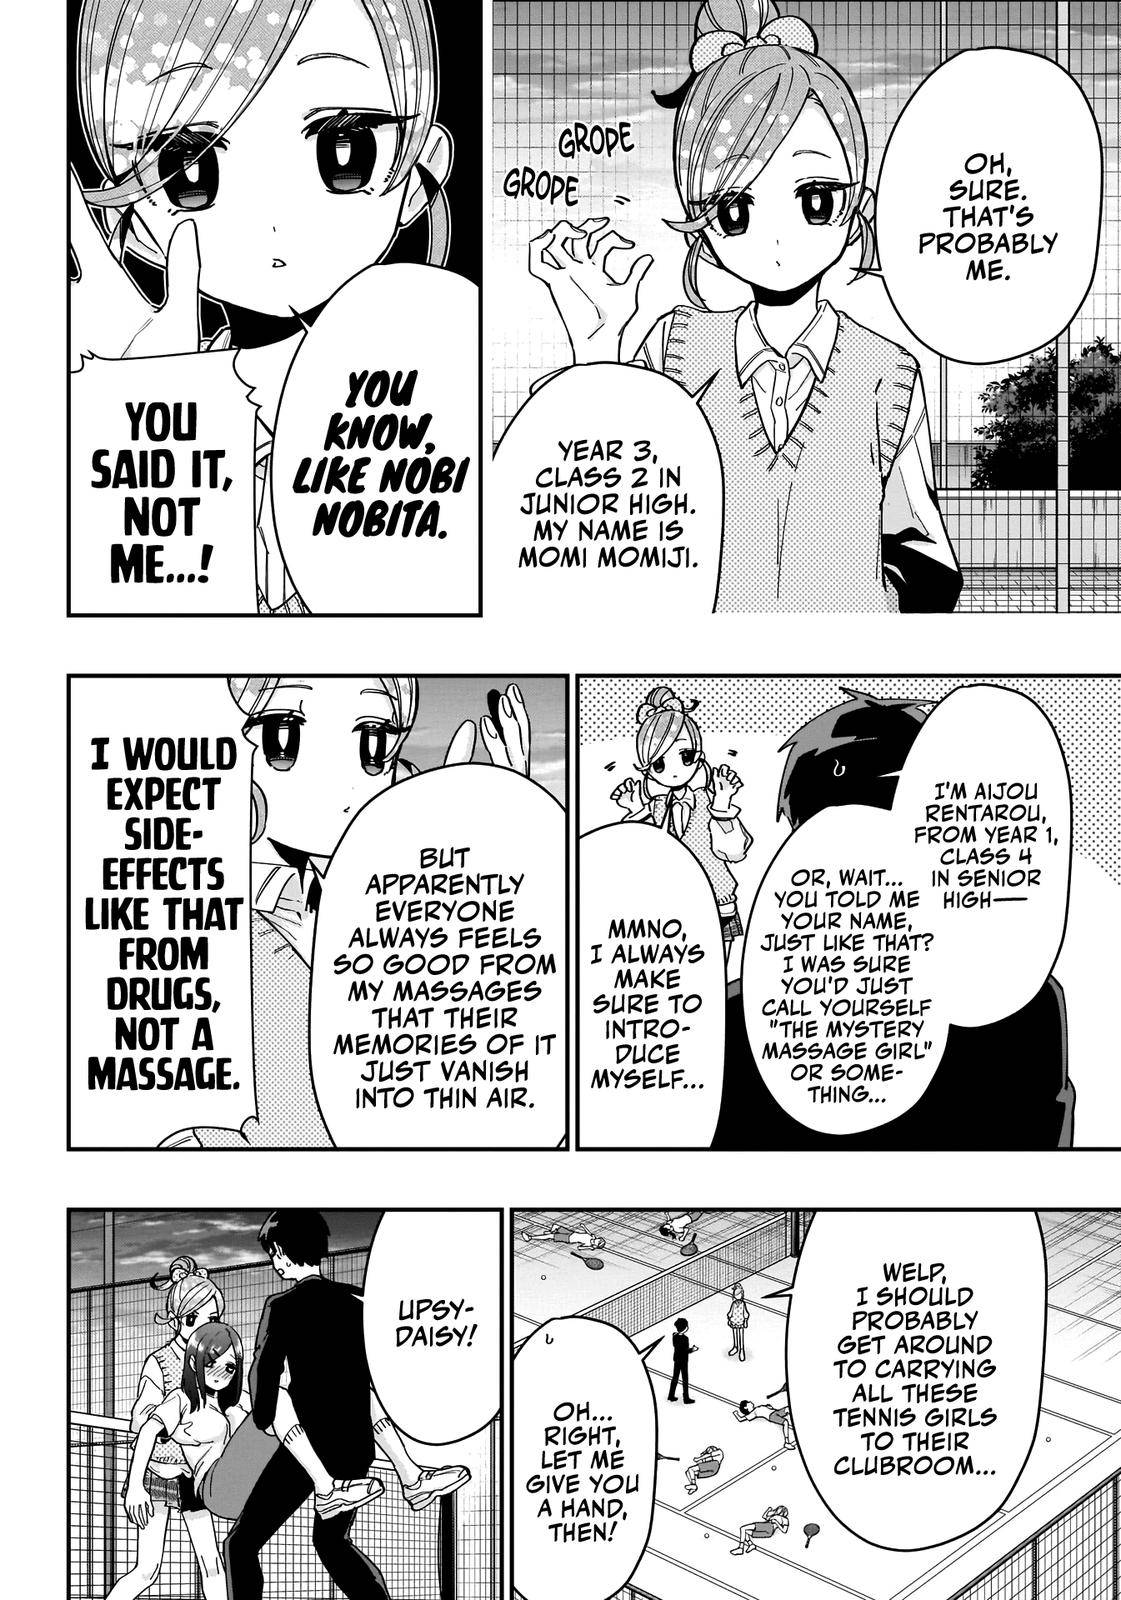 OH,
SURE.
THAT'S
PROBABLY
ME.
GROPE
GROPE
YEAR 3,
CLASS 2 IN
JUNIOR HIGH.
MY NAME IS
MOMI MOMIJI.
YOU
KNOW,
LIKE NOBI
NOBITA.
YOU
SAID IT,
NOT
ME...!
I'M AIJOU
RENTAROU,
FROM YEAR 1,
CLASS 4
IN SENIOR
HIGH——
OR, WAIT...
YOU TOLD ME
YOUR NAME,
JUST LIKE THAT?
I WAS SURE
YOU'D JUST
CALL YOURSELF
"THE MYSTERY
MASSAGE GIRL"
OR SOME-
THING...
MMNO,
I ALWAYS
MAKE
SURE TO
INTRO-
DUCE
MYSELF...
BUT
APPARENTLY
EVERYONE
ALWAYS FEELS
SO GOOD FROM
MY MASSAGES
THAT THEIR
MEMORIES OF IT
JUST VANISH
INTO THIN AIR.
I WOULD
EXPECT
SIDE-
EFFECTS
LIKE THAT
FROM
DRUGS,
NOT A
MASSAGE.
WELP,
I SHOULD
PROBABLY
GET AROUND
TO CARRYING
ALL THESE
TENNIS GIRLS
TO THEIR
CLUBROOM...
OH...
RIGHT,
LET ME
GIVE YOU
A HAND,
THEN!
UPSY-
DAISY!